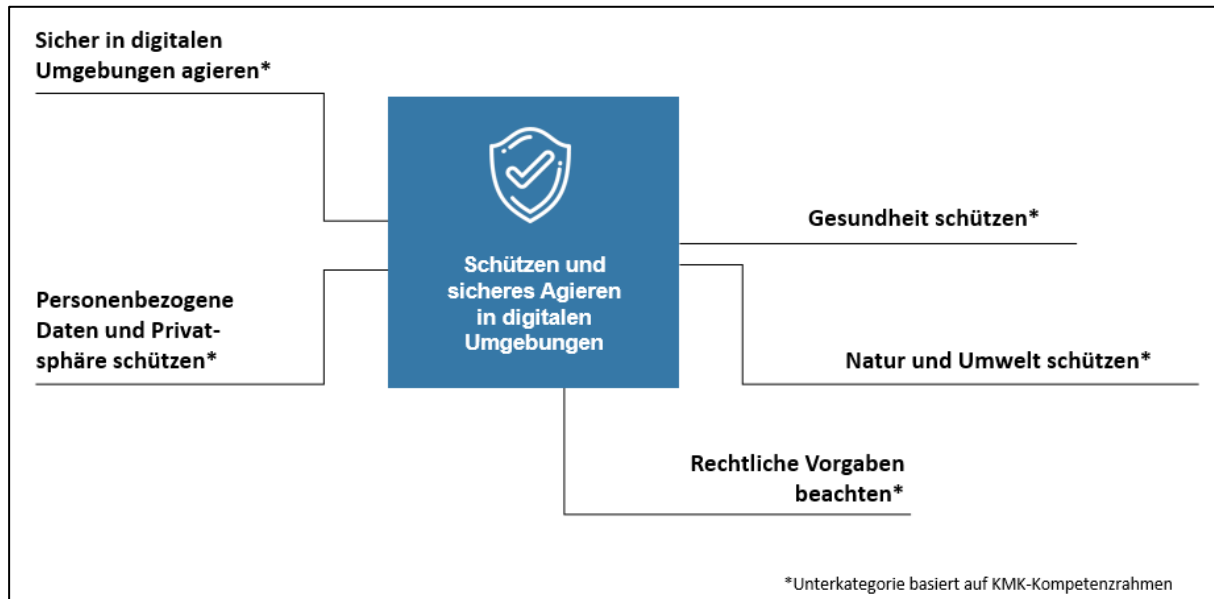 Sicher in digitalen
Umgebungen agieren*
Personenbezogene
Daten und Privat-
sphäre schützen*
Schützen und
sicheres Agieren
in digitalen
Umgebungen
Gesundheit schützen*
Natur und Umwelt schützen*
Rechtliche Vorgaben
beachten*
*Unterkategorie basiert auf KMK-Kompetenzrahmen